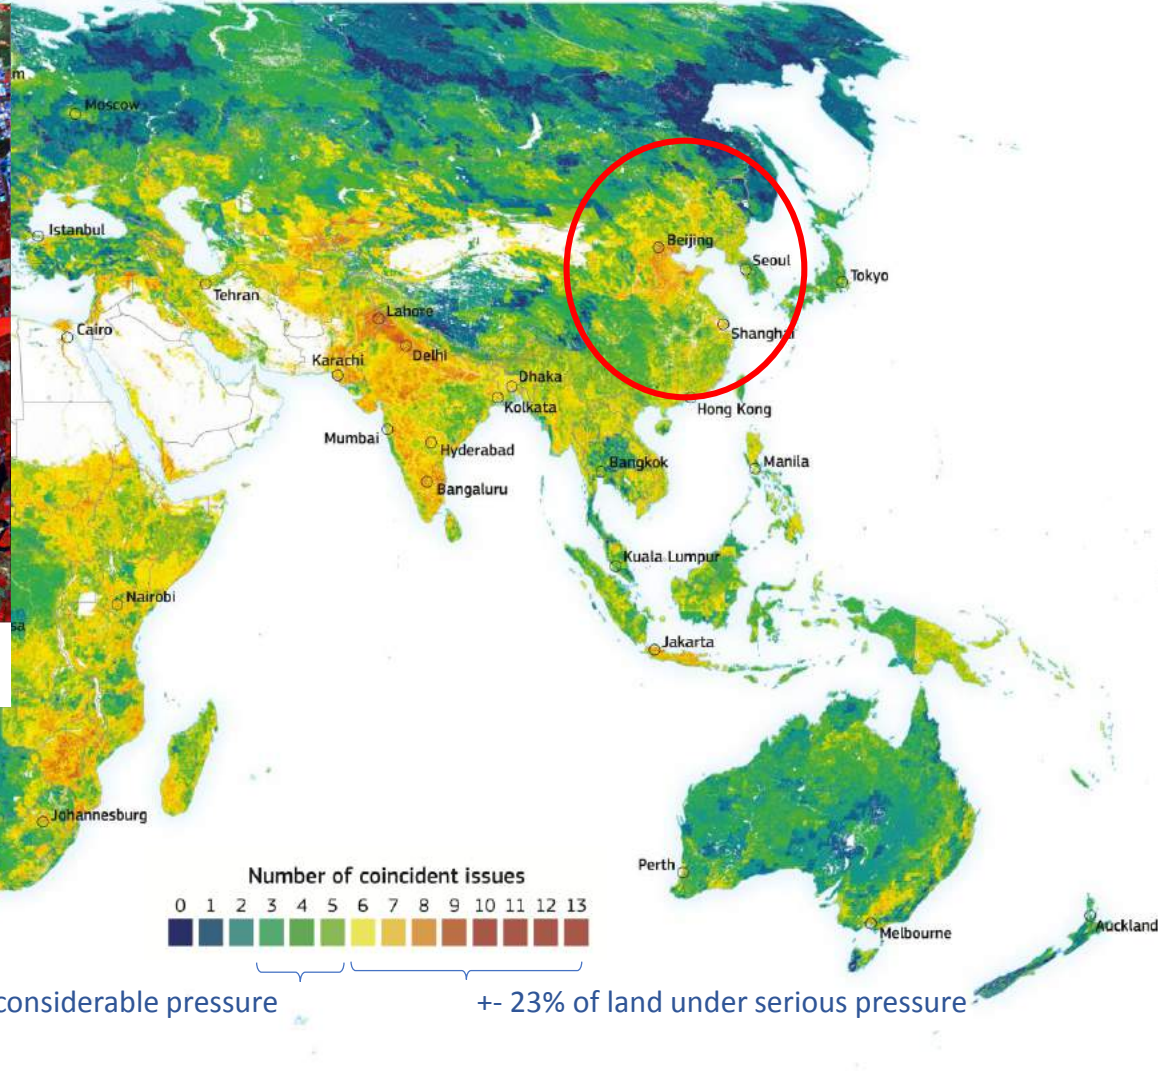 m
Moscow
Istanbul
Beijing
Seoul
Tokyo
Tehran
Lahore
Cairo
Shanghai
Karachi
Delhi
Dhaka
Kolkata
Hong Kong
Mumbai
Hyderabad
Bangkok
Manila
Bangaluru
Kuala Lumpur
Nairobi
sa
Jakarta
Johannesburg
Perth
Number of coincident issues
0 1 2 3 4 5 6 7 8 9 10 11 12 13
Auckland
Melbourne
considerable pressure
+- 23% of land under serious pressure